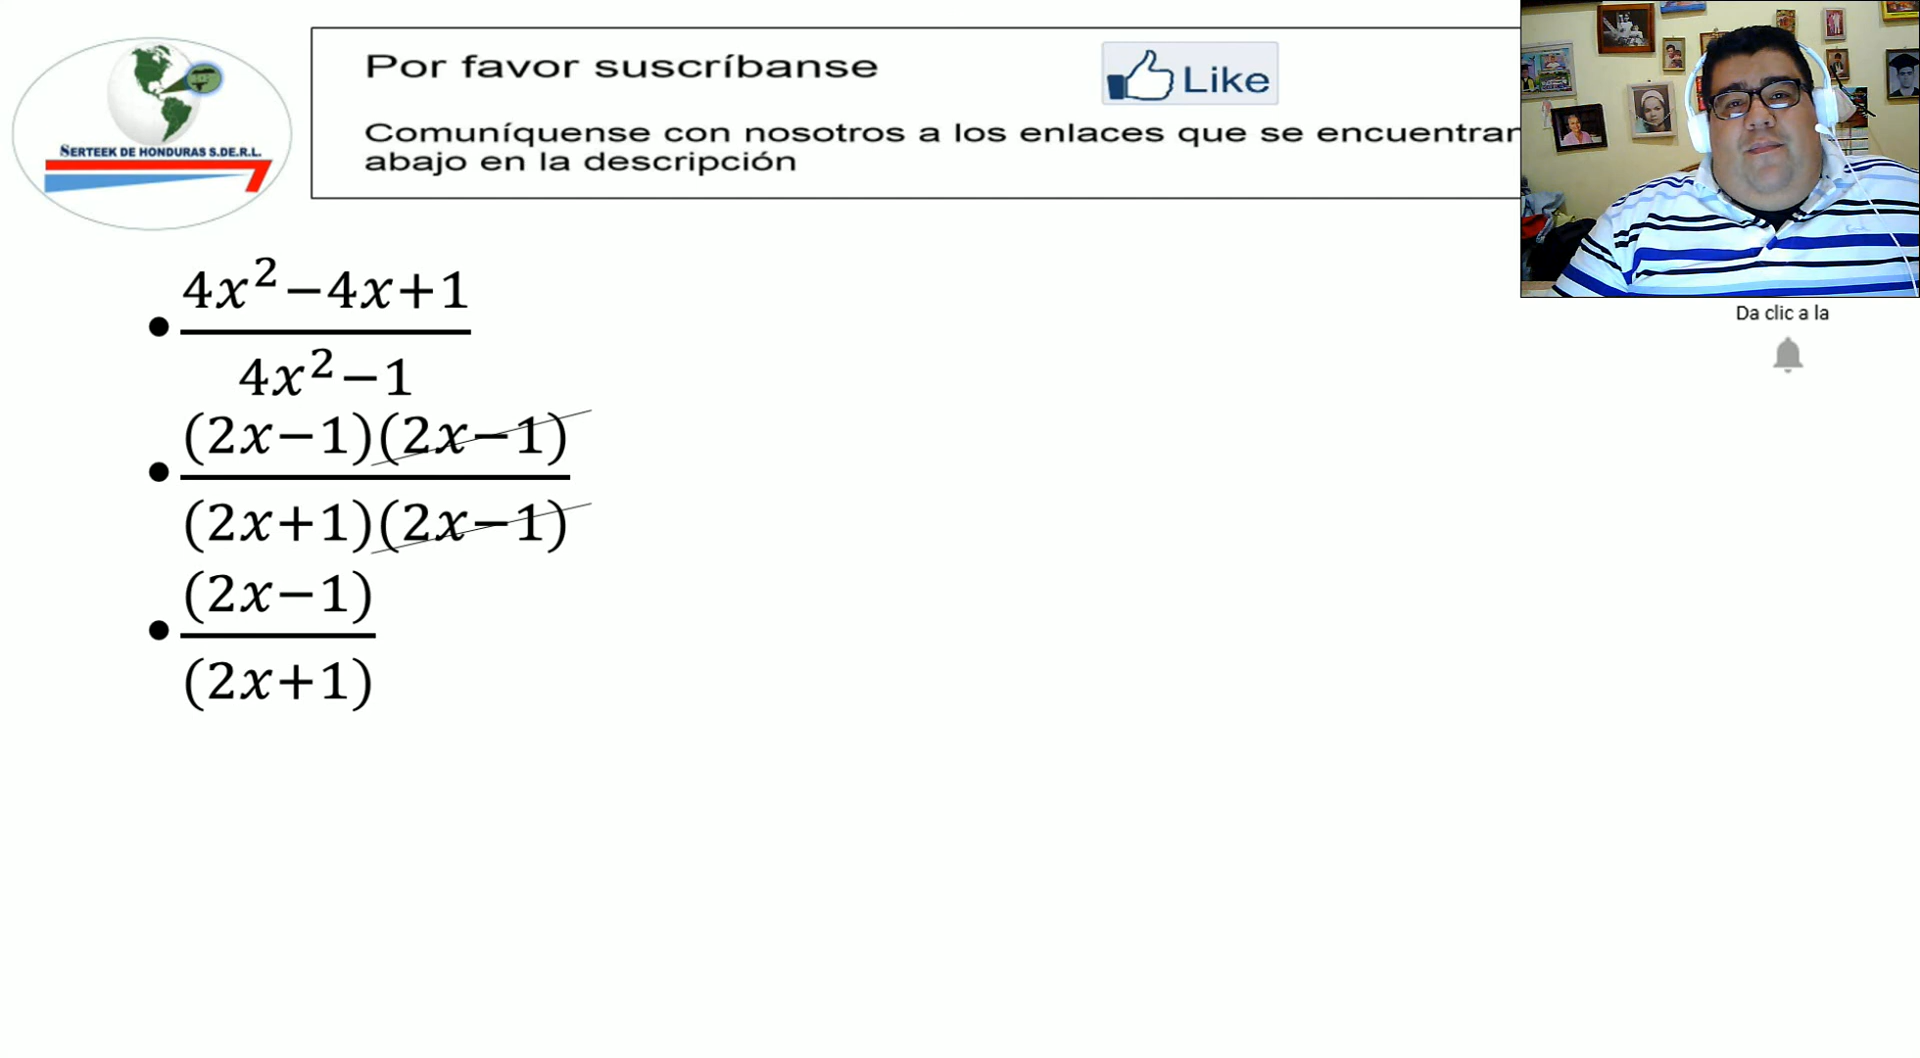 SERTEEK DE HONDURAS S.DE.R.L.
Por favor suscríbanse
Like
Comuníquense con nosotros a los enlaces que se encuentran
abajo en la descripción
Da clic a la
• 4x²−4x+1
4x²−1
• (2x−1)(2x−1)
(2x+1)(2x−1)
• (2x−1)
(2x+1)